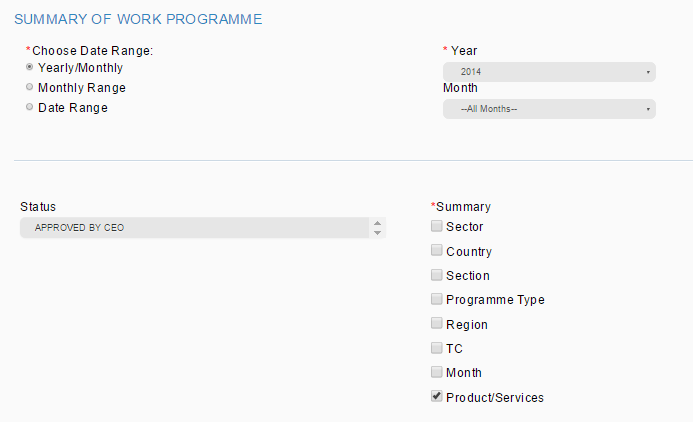 SUMMARY OF WORK PROGRAMME
*Choose Date Range:
Yearly/Monthly
Monthly Range
Date Range
* Year
2014
Month
--All Months--
Status
APPROVED BY CEO
*Summary
Sector
Country
Section
Programme Type
Region
TC
Month
Product/Services